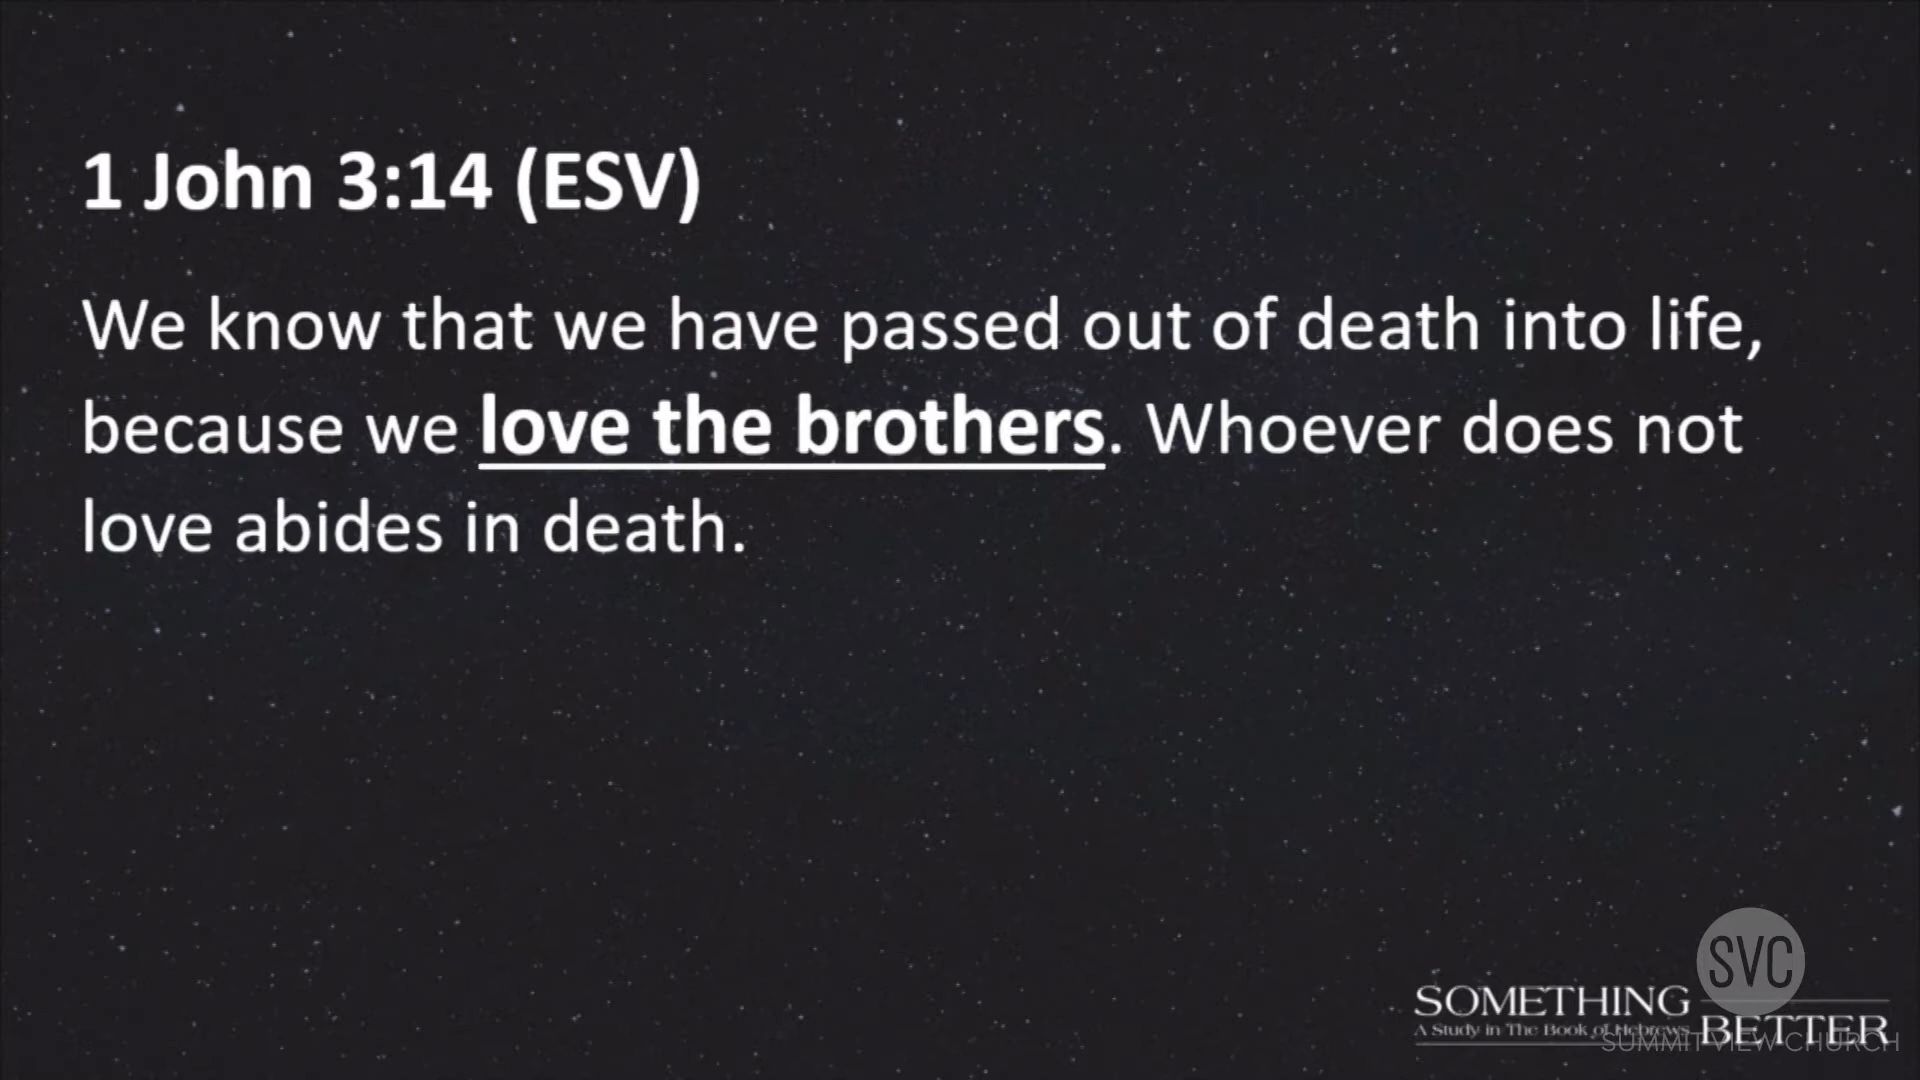 1 John 3:14 (ESV)
We know that we have passed out of death into life,
because we love the brothers. Whoever does not
love abides in death.
SVC
SOMETHING
A Study in The Book of Hebrews
BETTER
SUMMIT VIEW CHURCH